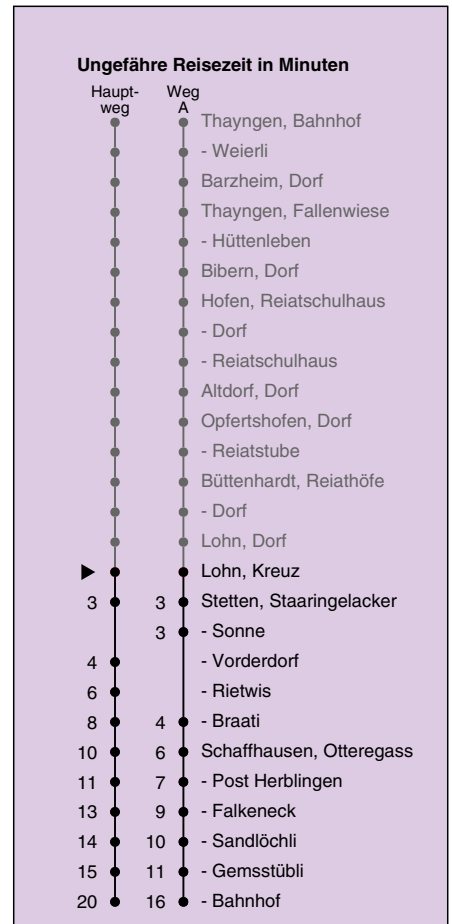 Ungefähre Reisezeit in Minuten
Haupt- Weg
weg A
Thayngen, Bahnhof
- Weierli
Barzheim, Dorf
Thayngen, Fallenwiese
- Hüttenleben
Bibern, Dorf
Hofen, Reiatschulhaus
- Dorf
- Reiatschulhaus
Altdorf, Dorf
Opfertshofen, Dorf
- Reiatstube
Büttenhardt, Reiathöfe
- Dorf
Lohn, Dorf
Lohn, Kreuz
3 3 Stetten, Staaringelacker
3 - Sonne
4 - Vorderdorf
6 - Rietwis
8 4 - Braati
10 6 Schaffhausen, Otteregass
11 7 - Post Herblingen
13 9 - Falkeneck
14 10 - Sandlöchli
15 11 - Gemsstübli
20 16 - Bahnhof